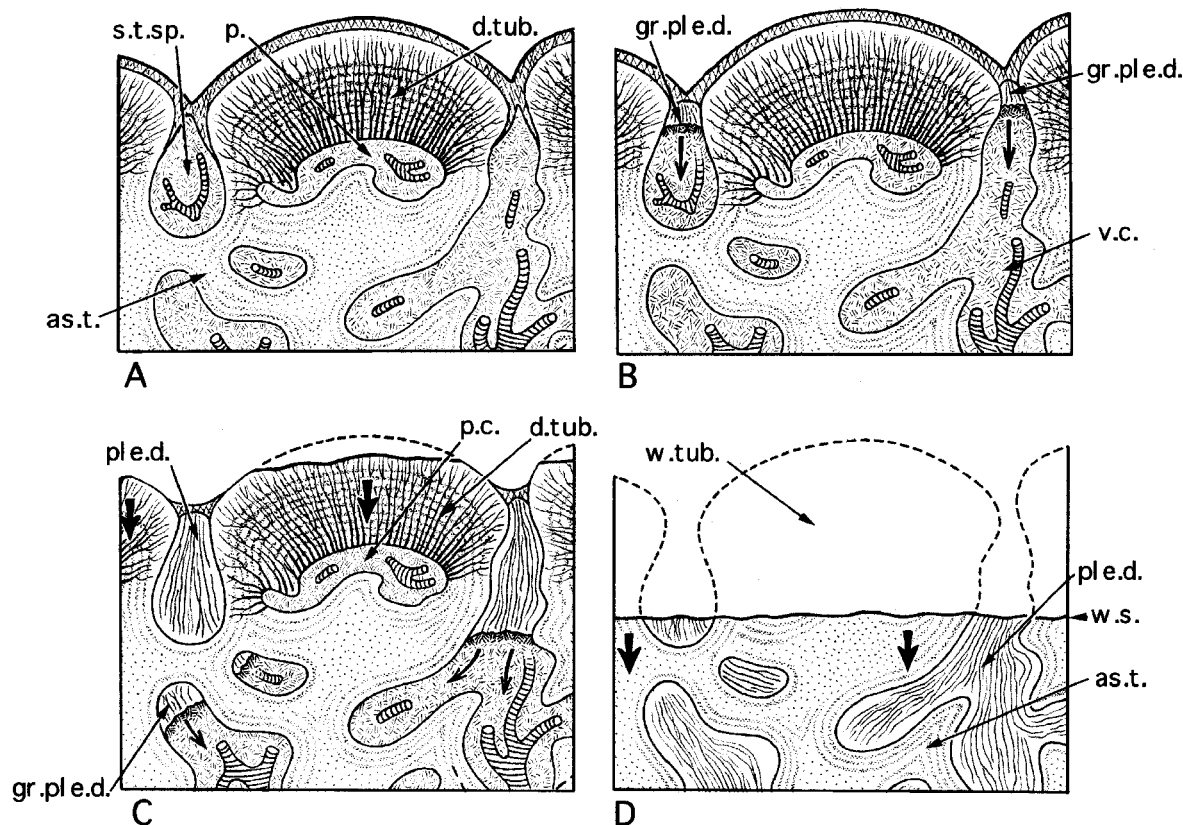 s.t.sp.
p.
d.tub.
as.t.
A
gr.pl e.d.
gr.pl e.d.
v.c.
B
pl e.d.
p.c.
d.tub.
gr.pl e.d.
C
w.tub.
pl e.d.
w.s.
as.t.
D